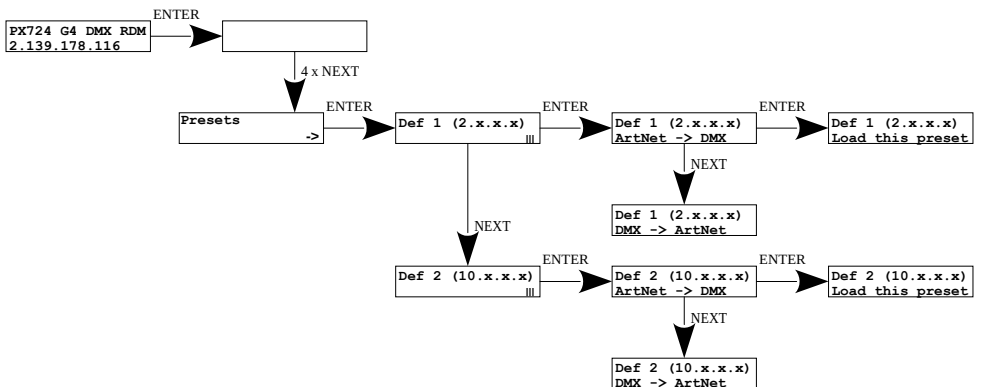 ENTER
PX724 G4 DMX RDM
2.139.178.116
4 x NEXT
Presets
->
ENTER
Def 1 (2.x.x.x)
|||
ENTER
Def 1 (2.x.x.x)
ArtNet -> DMX
ENTER
Def 1 (2.x.x.x)
Load this preset
NEXT
Def 1 (2.x.x.x)
DMX -> ArtNet
NEXT
Def 2 (10.x.x.x)
|||
ENTER
Def 2 (10.x.x.x)
ArtNet -> DMX
ENTER
Def 2 (10.x.x.x)
Load this preset
NEXT
Def 2 (10.x.x.x)
DMX -> ArtNet